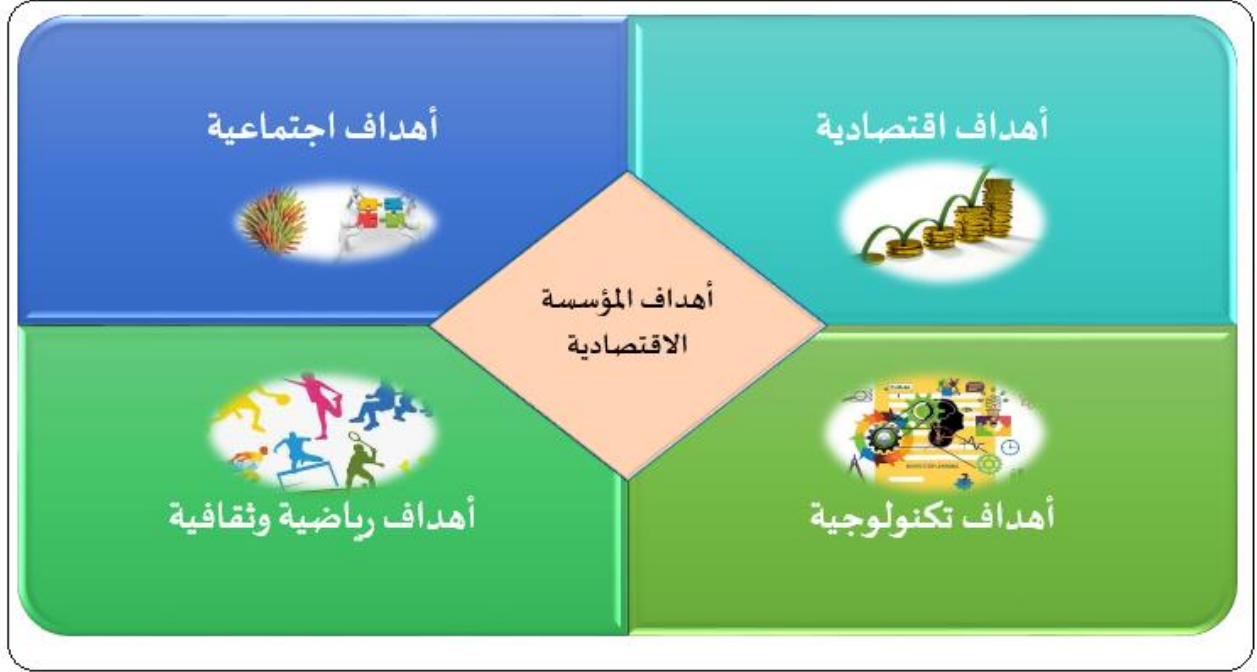 أهداف اقتصادية
أهداف اجتماعية
أهداف المؤسسة
الاقتصادية
أهداف تكنولوجية
أهداف رياضية وثقافية